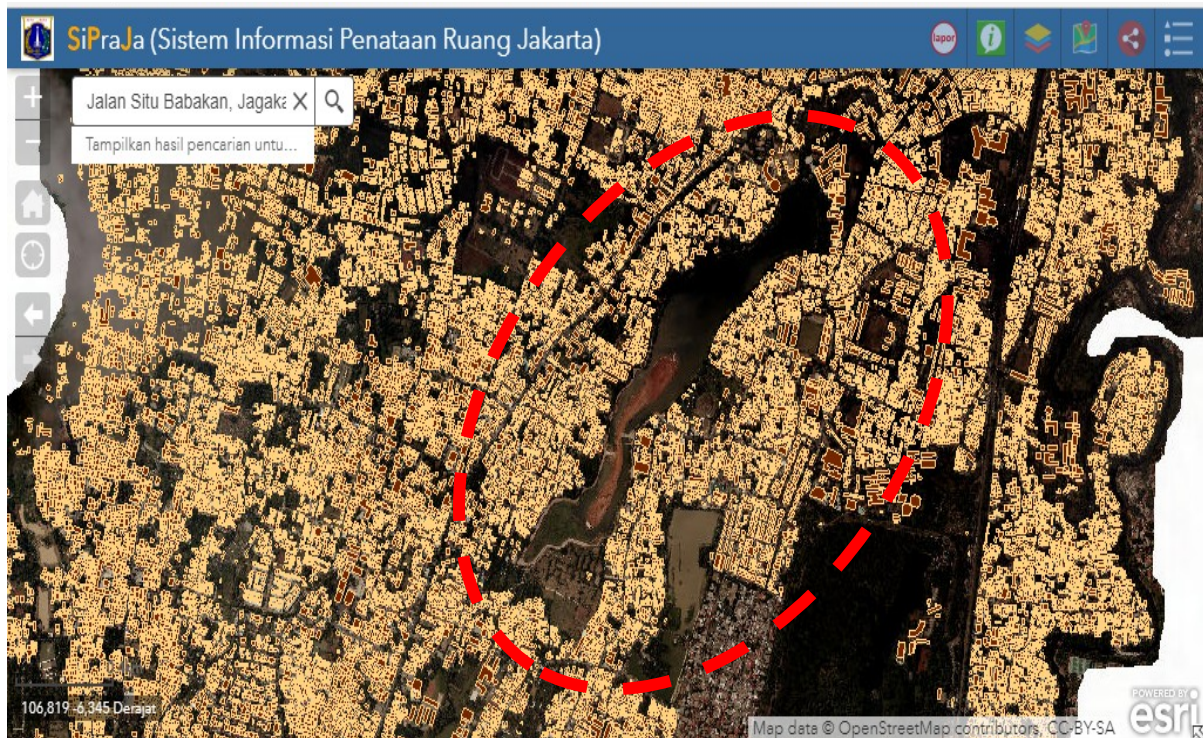 SiPraJa (Sistem Informasi Penataan Ruang Jakarta)
lapor
Jalan Situ Babakan, Jagaka
Tampilkan hasil pencarian untu...
106,819 -6,345 Derajat
Map data © OpenStreetMap contributors, CC-BY-SA
POWERED BY
esri